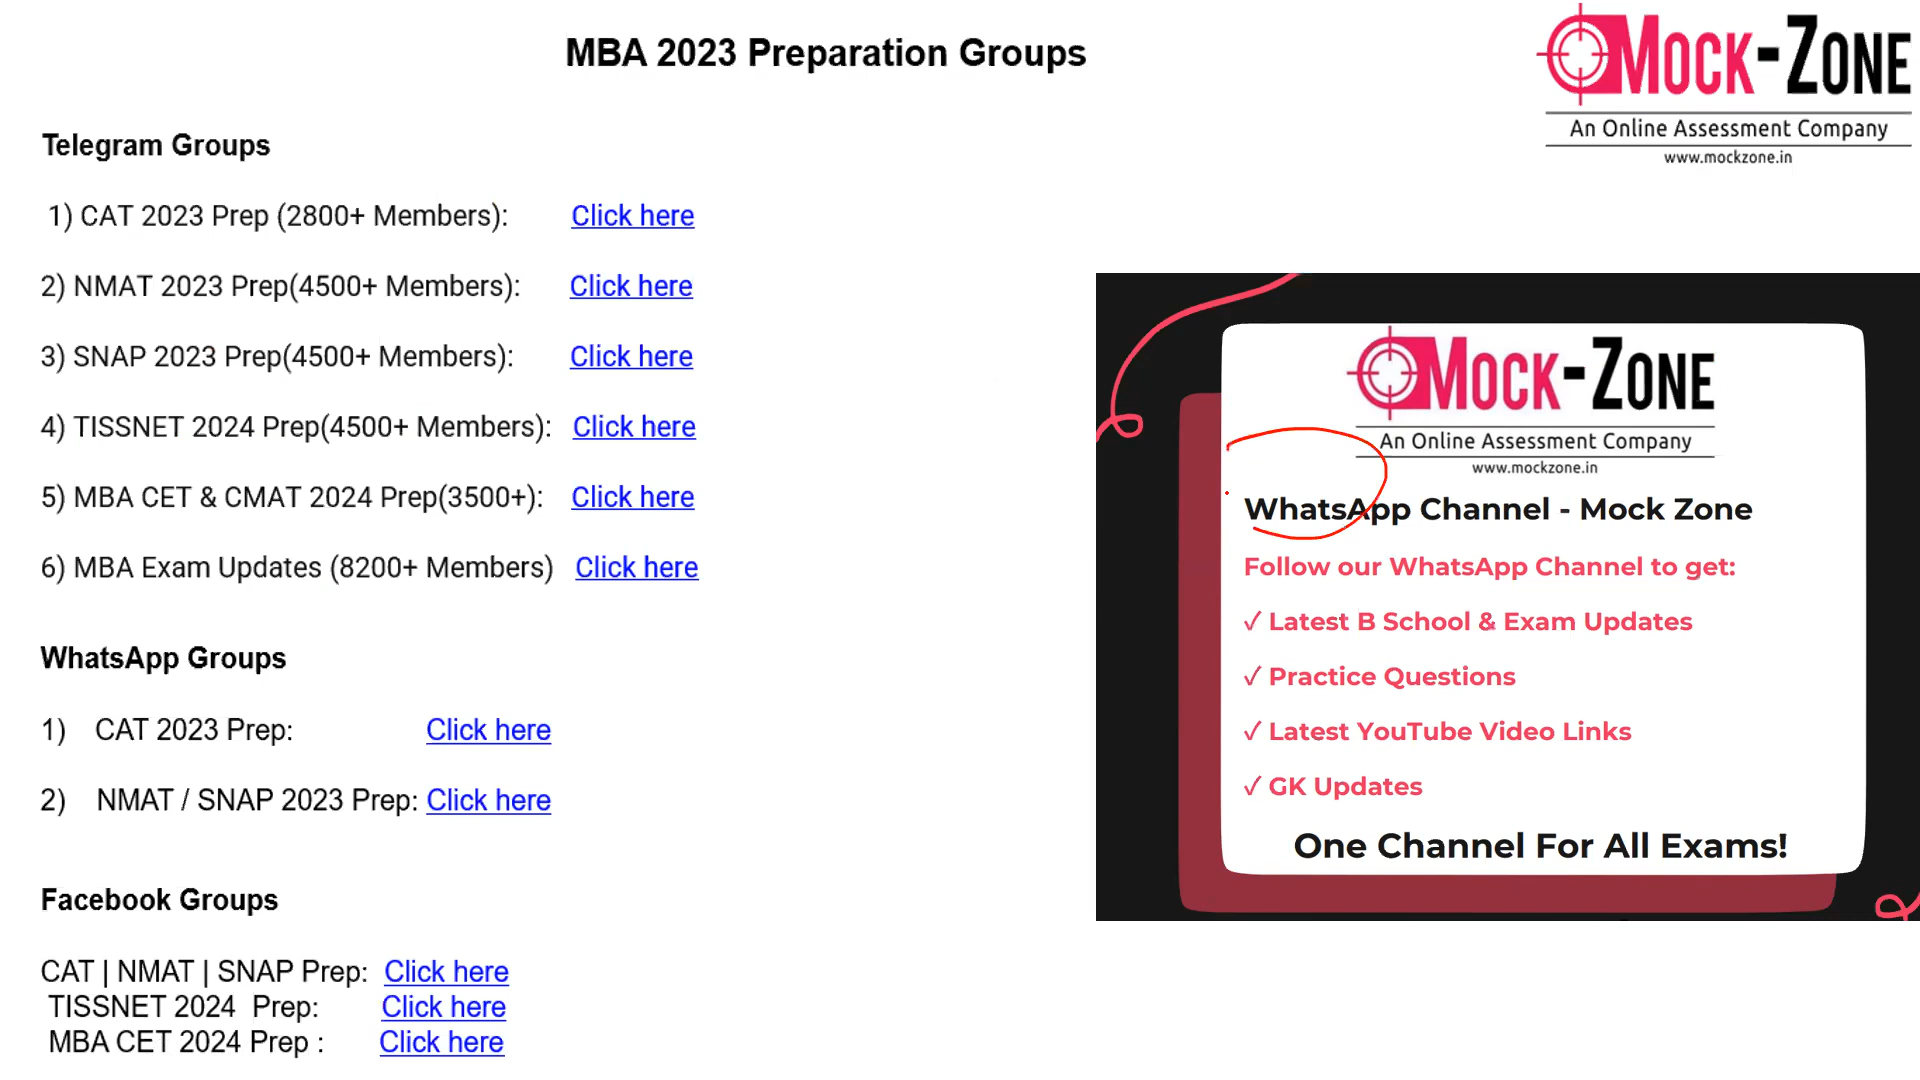 MBA 2023 Preparation Groups
MOCK-ZONE
An Online Assessment Company
www.mockzone.in
Telegram Groups
1) CAT 2023 Prep (2800+ Members): Click here
2) NMAT 2023 Prep(4500+ Members): Click here
3) SNAP 2023 Prep(4500+ Members): Click here
4) TISSNET 2024 Prep(4500+ Members): Click here
5) MBA CET & CMAT 2024 Prep(3500+): Click here
6) MBA Exam Updates (8200+ Members) Click here
WhatsApp Groups
1) CAT 2023 Prep: Click here
2) NMAT / SNAP 2023 Prep: Click here
Facebook Groups
CAT | NMAT | SNAP Prep: Click here
TISSNET 2024 Prep: Click here
MBA CET 2024 Prep : Click here
MOCK-ZONE
An Online Assessment Company
www.mockzone.in
WhatsApp Channel - Mock Zone
Follow our WhatsApp Channel to get:
✓ Latest B School & Exam Updates
✓ Practice Questions
✓ Latest YouTube Video Links
✓ GK Updates
One Channel For All Exams!